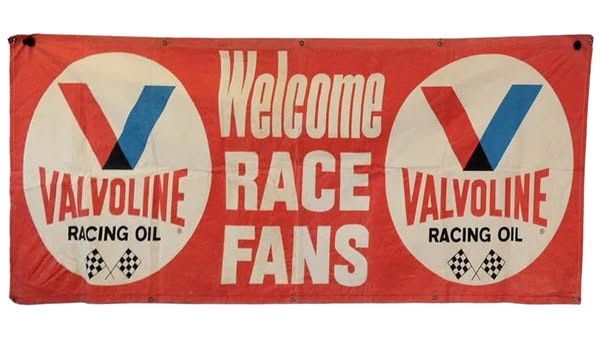 VALVOLINE
RACING OIL
®
Welcome
RACE
FANS
VALVOLINE
RACING OIL
®